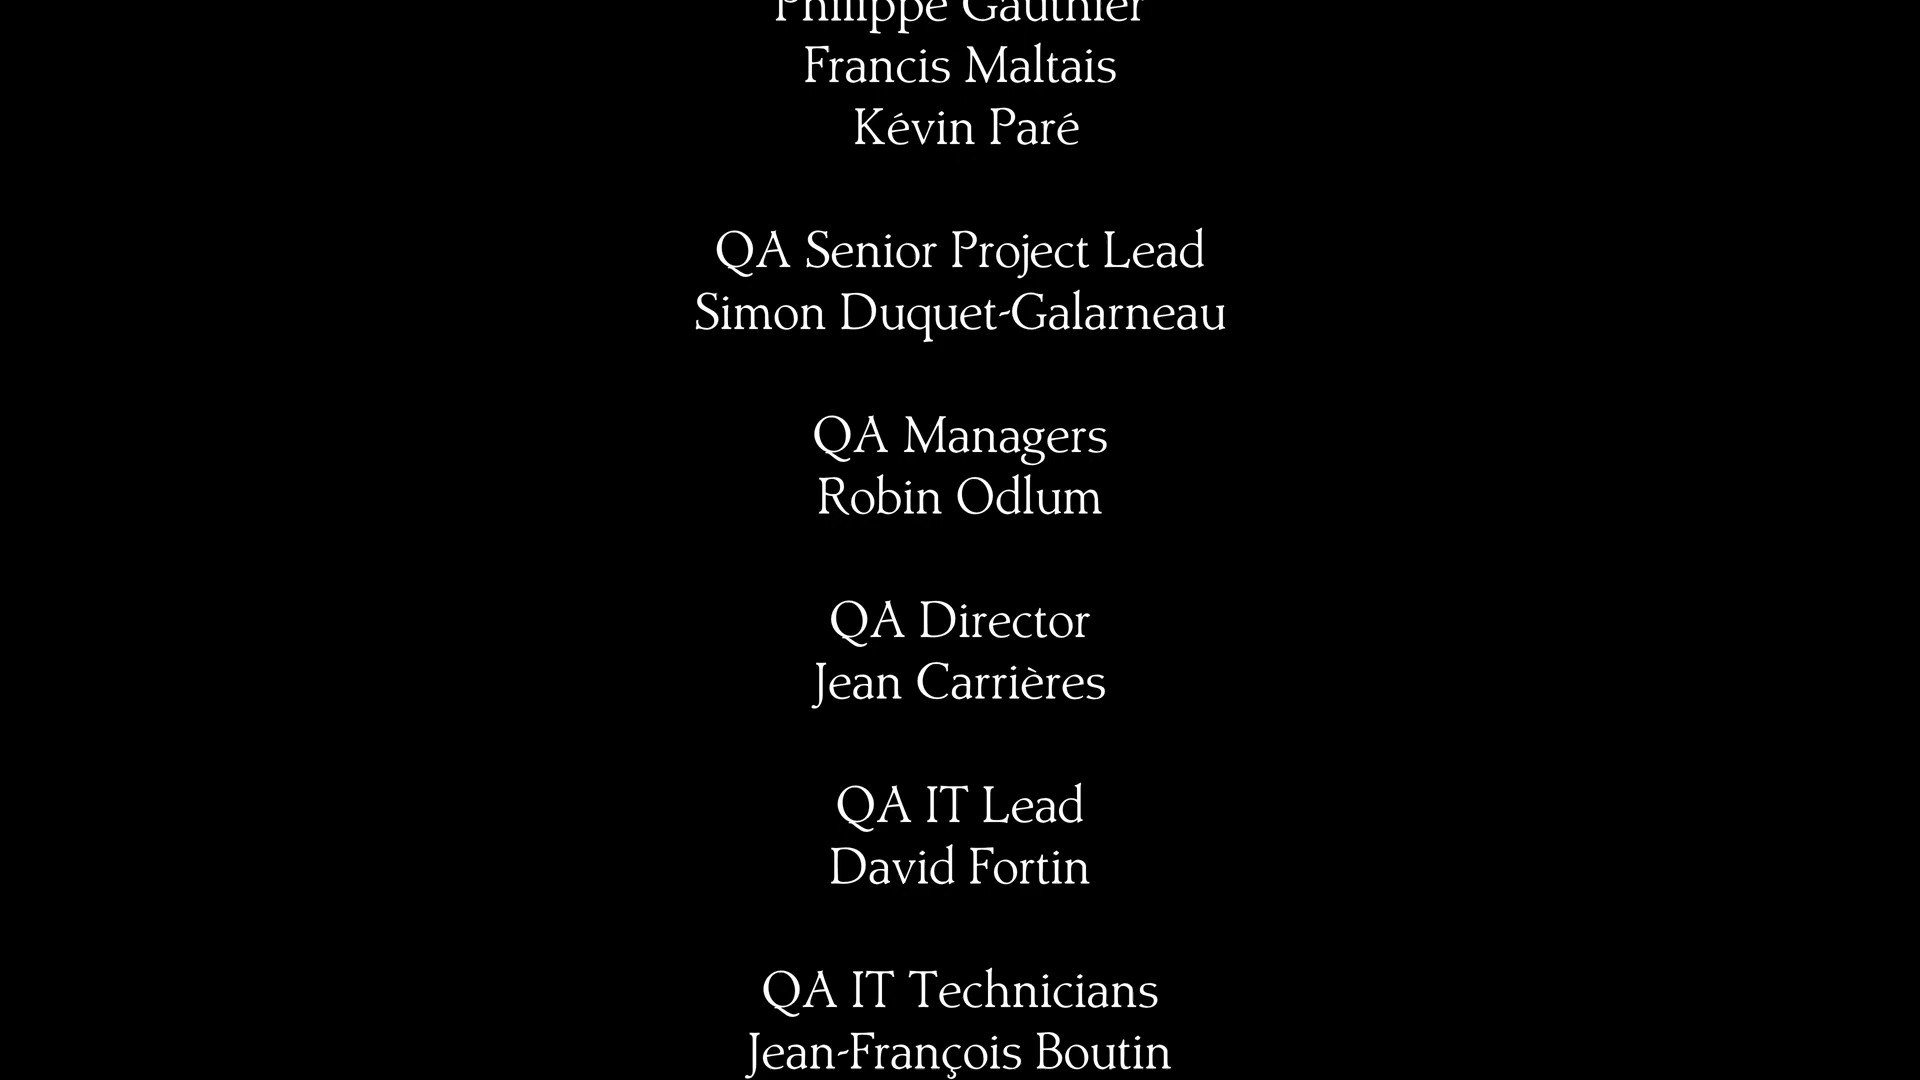 Philippe Gauthier
Francis Maltais
Kévin Paré
QA Senior Project Lead
Simon Duquet-Galarneau
QA Managers
Robin Odlum
QA Director
Jean Carrières
QA IT Lead
David Fortin
QA IT Technicians
Jean-François Boutin